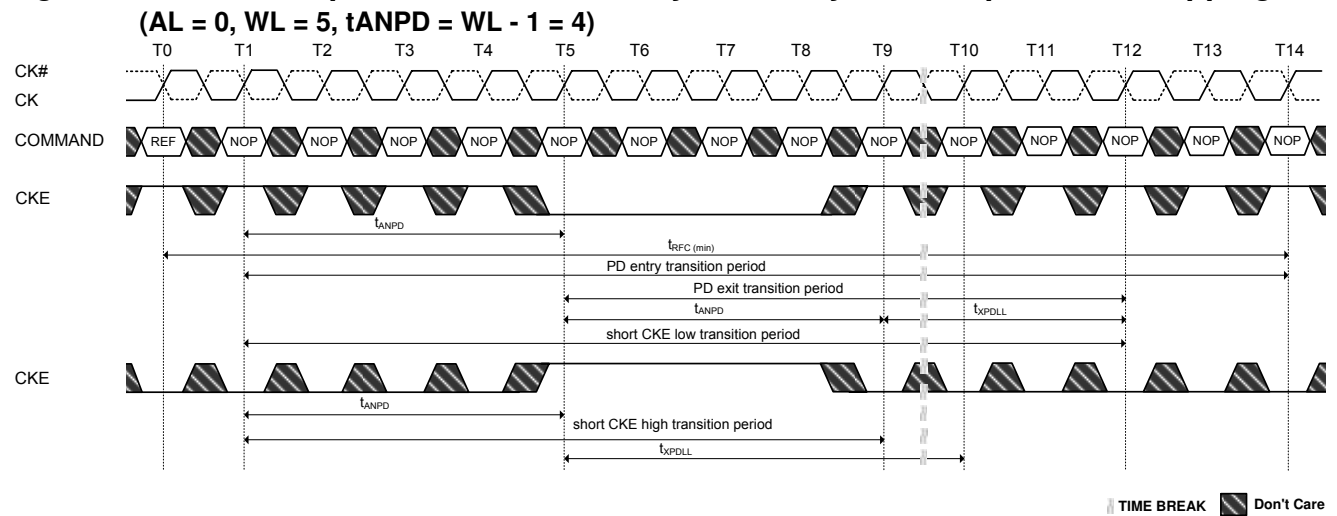 (AL = 0, WL = 5, tANPD = WL - 1 = 4)
T0 T1 T2 T3 T4 T5 T6 T7 T8 T9 T10 T11 T12 T13 T14
CK#
CK
COMMAND REF NOP NOP NOP NOP NOP NOP NOP NOP NOP NOP NOP NOP NOP NOP
CKE
tANPD
tRFC (min)
PD entry transition period
PD exit transition period
tANPD tXPDLL
short CKE low transition period
CKE
tANPD
short CKE high transition period
tXPDLL
TIME BREAK Don't Care